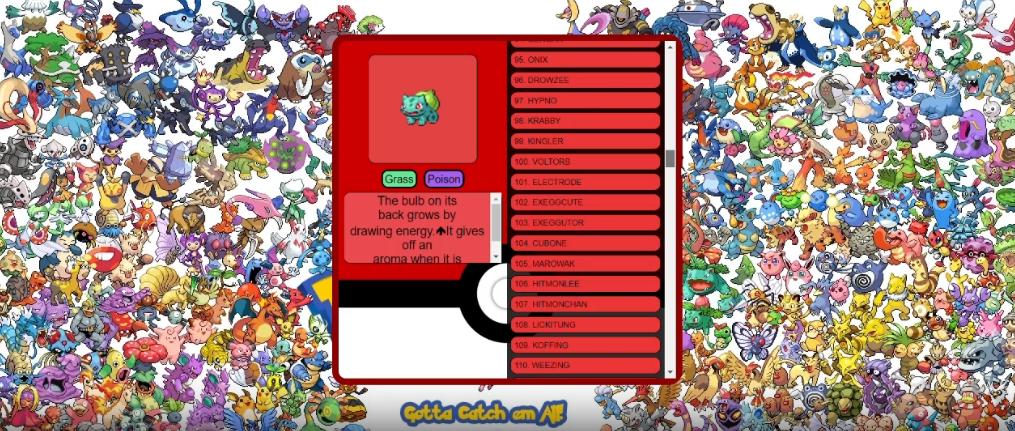 Grass
Poison
The bulb on its
back grows by
drawing energy.⮝It gives
off an
aroma when it is
95. ONIX
96. DROWZEE
97. HYPNO
98. KRABBY
99. KINGLER
100. VOLTORB
101. ELECTRODE
102. EXEGGCUTE
103. EXEGGUTOR
104. CUBONE
105. MAROWAK
106. HITMONLEE
107. HITMONCHAN
108. LICKITUNG
109. KOFFING
110. WEEZING
Gotta Catch em All!